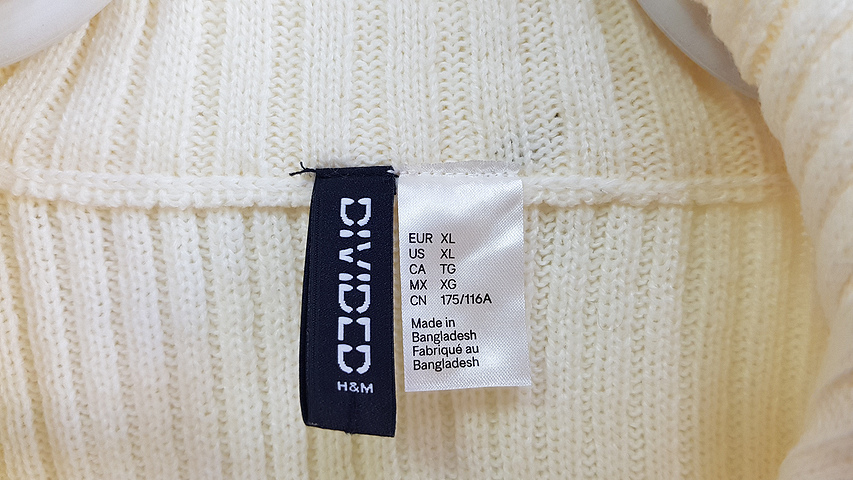 DIVIDED
H&M
EUR XL
US XL
CA TG
MX XG
CN 175/116A
Made in
Bangladesh
Fabriqué au
Bangladesh